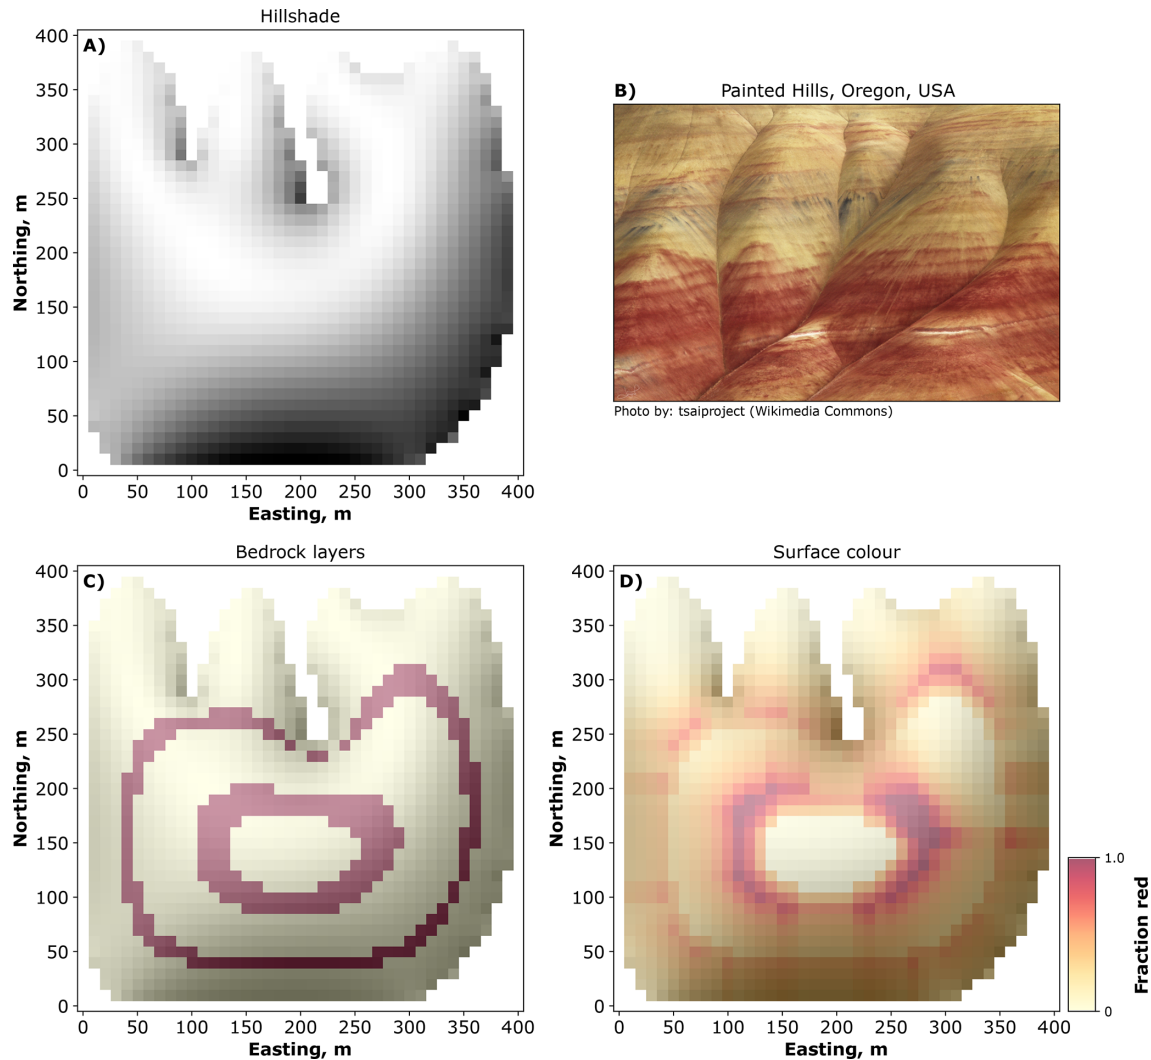 Hillshade
A)
400
350
300
250
200
150
100
50
0
Northing, m
0 50 100 150 200 250 300 350 400
Easting, m
B) Painted Hills, Oregon, USA
Photo by: tsaiproject (Wikimedia Commons)
Bedrock layers
C)
400
350
300
250
200
150
100
50
0
Northing, m
0 50 100 150 200 250 300 350 400
Easting, m
Surface colour
D)
400
350
300
250
200
150
100
50
0
Northing, m
0 50 100 150 200 250 300 350 400
Easting, m
1.0
0
Fraction red